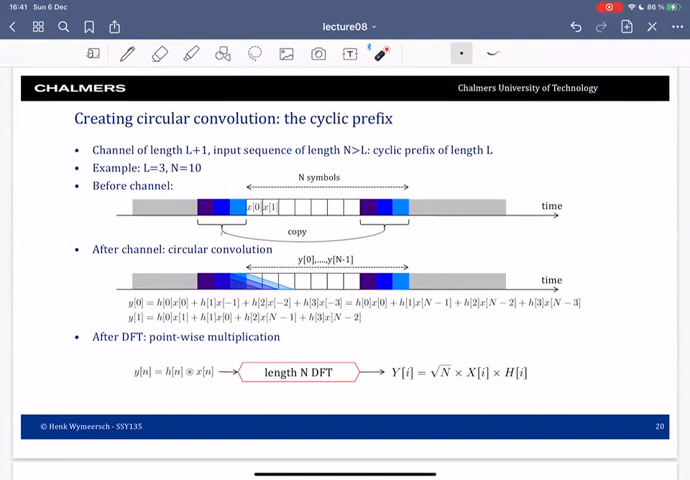 16:41 Sun 6 Dec
86 %
lecture08
CHALMERS
Chalmers University of Technology
Creating circular convolution: the cyclic prefix
• Channel of length L+1, input sequence of length N>L: cyclic prefix of length L
• Example: L=3, N=10
• Before channel:
N symbols
x[0] x[1]
time
copy
• After channel: circular convolution
y[0],....,y[N-1]
time
y[0] = h[0]x[0] + h[1]x[−1] + h[2]x[−2] + h[3]x[−3] = h[0]x[0] + h[1]x[N − 1] + h[2]x[N − 2] + h[3]x[N − 3]
y[1] = h[0]x[1] + h[1]x[0] + h[2]x[N − 1] + h[3]x[N − 2]
• After DFT: point-wise multiplication
y[n] = h[n] ⊛ x[n]
length N DFT
Y[i] = √N × X[i] × H[i]
© Henk Wymeersch - SSY135
20